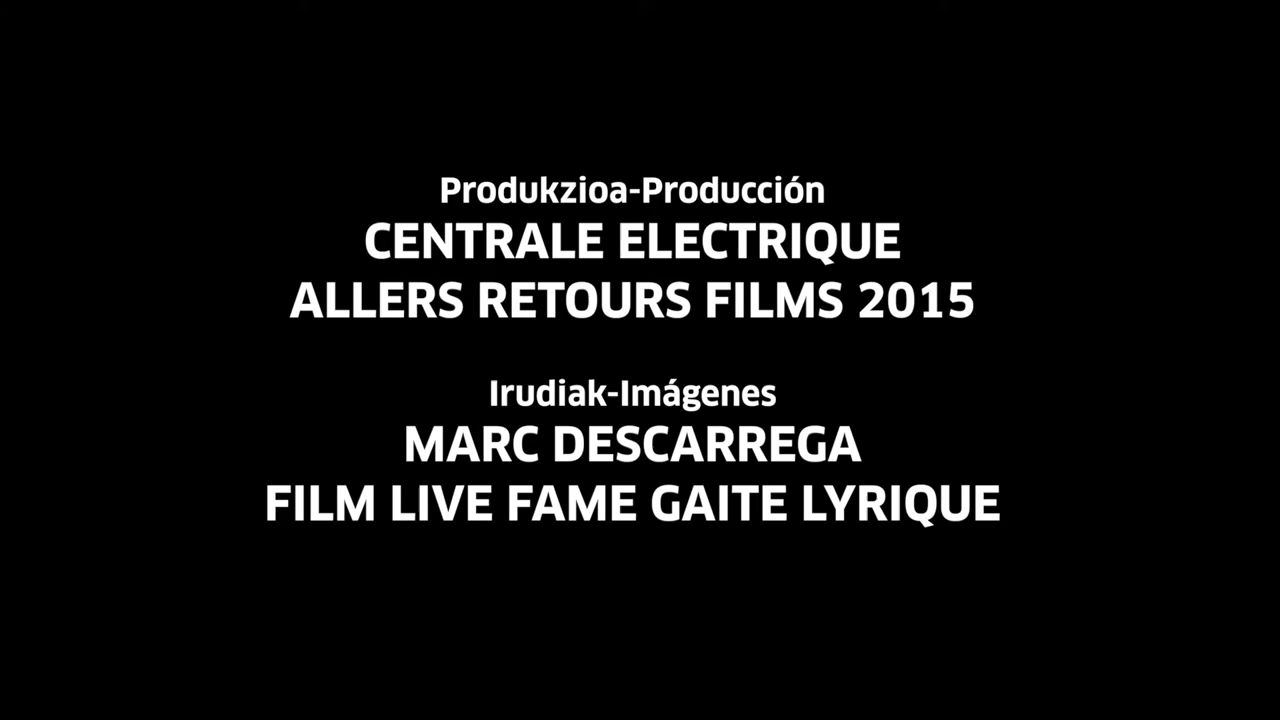 Produkzioa-Producción
CENTRALE ELECTRIQUE
ALLERS RETOURS FILMS 2015
Irudiak-Imágenes
MARC DESCARREGA
FILM LIVE FAME GAITE LYRIQUE